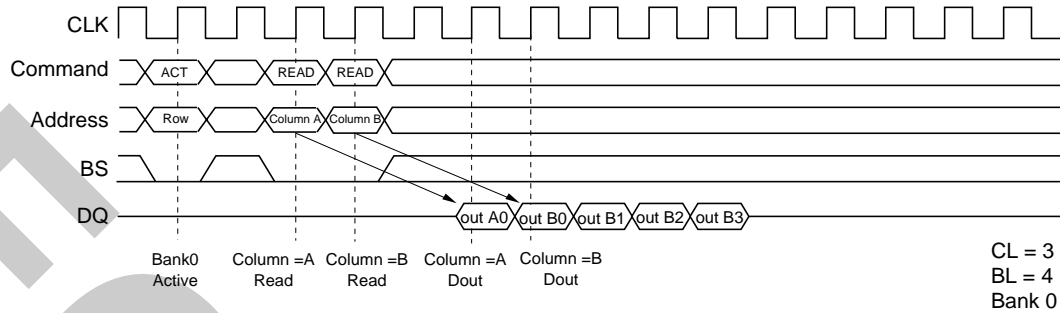 CLK
Command ACT READ READ
Address Row Column A Column B
BS
DQ out A0 out B0 out B1 out B2 out B3
Bank0 Column =A Column =B Column =A Column =B
Active Read Read Dout Dout
CL = 3
BL = 4
Bank 0